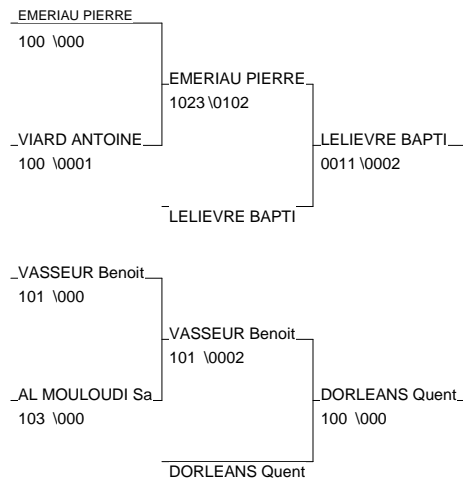 EMERIAU PIERRE
100 \000
EMERIAU PIERRE
1023 \0102
VIARD ANTOINE
100 \0001
LELIEVRE BAPTI
0011 \0002
LELIEVRE BAPTI
VASSEUR Benoit
101 \000
VASSEUR Benoit
101 \0002
AL MOULOUDI Sa
103 \000
DORLEANS Quent
100 \000
DORLEANS Quent